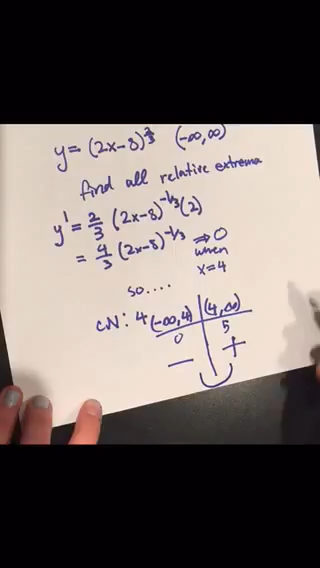 y = (2x-8)^2/3 (-∞, ∞)
find all relative extrema
y' = 2/3 (2x-8)^-1/3 (2)
= 4/3 (2x-8)^-1/3 ⇒ 0
when
x=4
so....
CN: 4 (-∞, 4) | (4, ∞)
0 5
- +